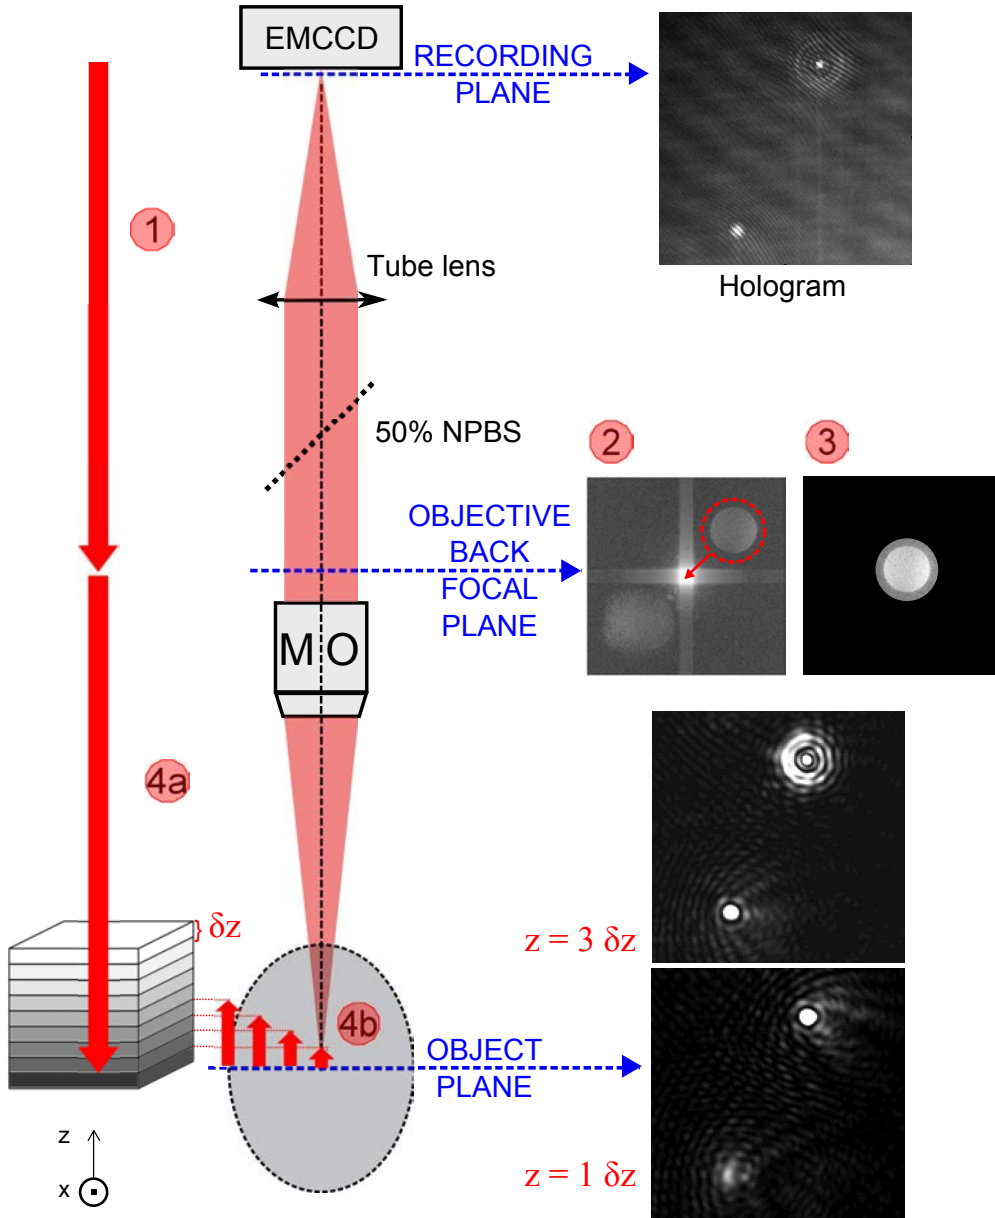 EMCCD
RECORDING
PLANE
1
Tube lens
Hologram
50% NPBS
2
3
OBJECTIVE
BACK
FOCAL
PLANE
MO
4a
} δz
z = 3 δz
4b
OBJECT
PLANE
z
x
z = 1 δz